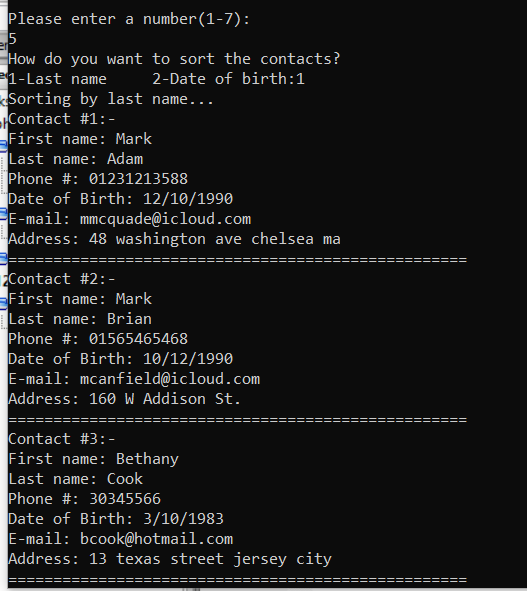 Please enter a number(1-7):
5
How do you want to sort the contacts?
1-Last name     2-Date of birth:1
Sorting by last name...
Contact #1:-
First name: Mark
Last name: Adam
Phone #: 01231213588
Date of Birth: 12/10/1990
E-mail: mmcquade@icloud.com
Address: 48 washington ave chelsea ma
===================================================
Contact #2:-
First name: Mark
Last name: Brian
Phone #: 01565465468
Date of Birth: 10/12/1990
E-mail: mcanfield@icloud.com
Address: 160 W Addison St.
===================================================
Contact #3:-
First name: Bethany
Last name: Cook
Phone #: 30345566
Date of Birth: 3/10/1983
E-mail: bcook@hotmail.com
Address: 13 texas street jersey city
===================================================